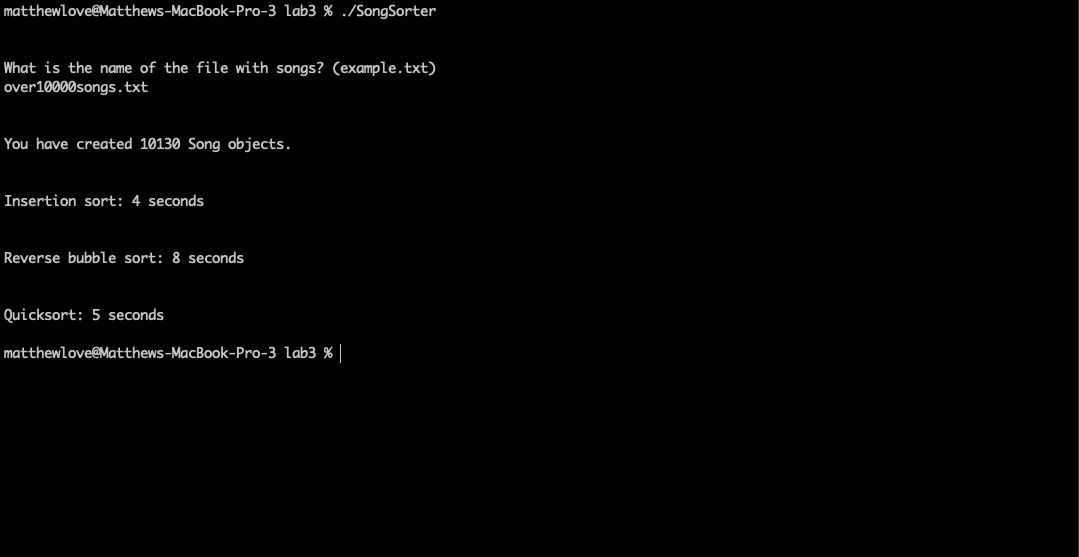 matthewlove@Matthews-MacBook-Pro-3 lab3 % ./SongSorter
What is the name of the file with songs? (example.txt)
over10000songs.txt
You have created 10130 Song objects.
Insertion sort: 4 seconds
Reverse bubble sort: 8 seconds
Quicksort: 5 seconds
matthewlove@Matthews-MacBook-Pro-3 lab3 %